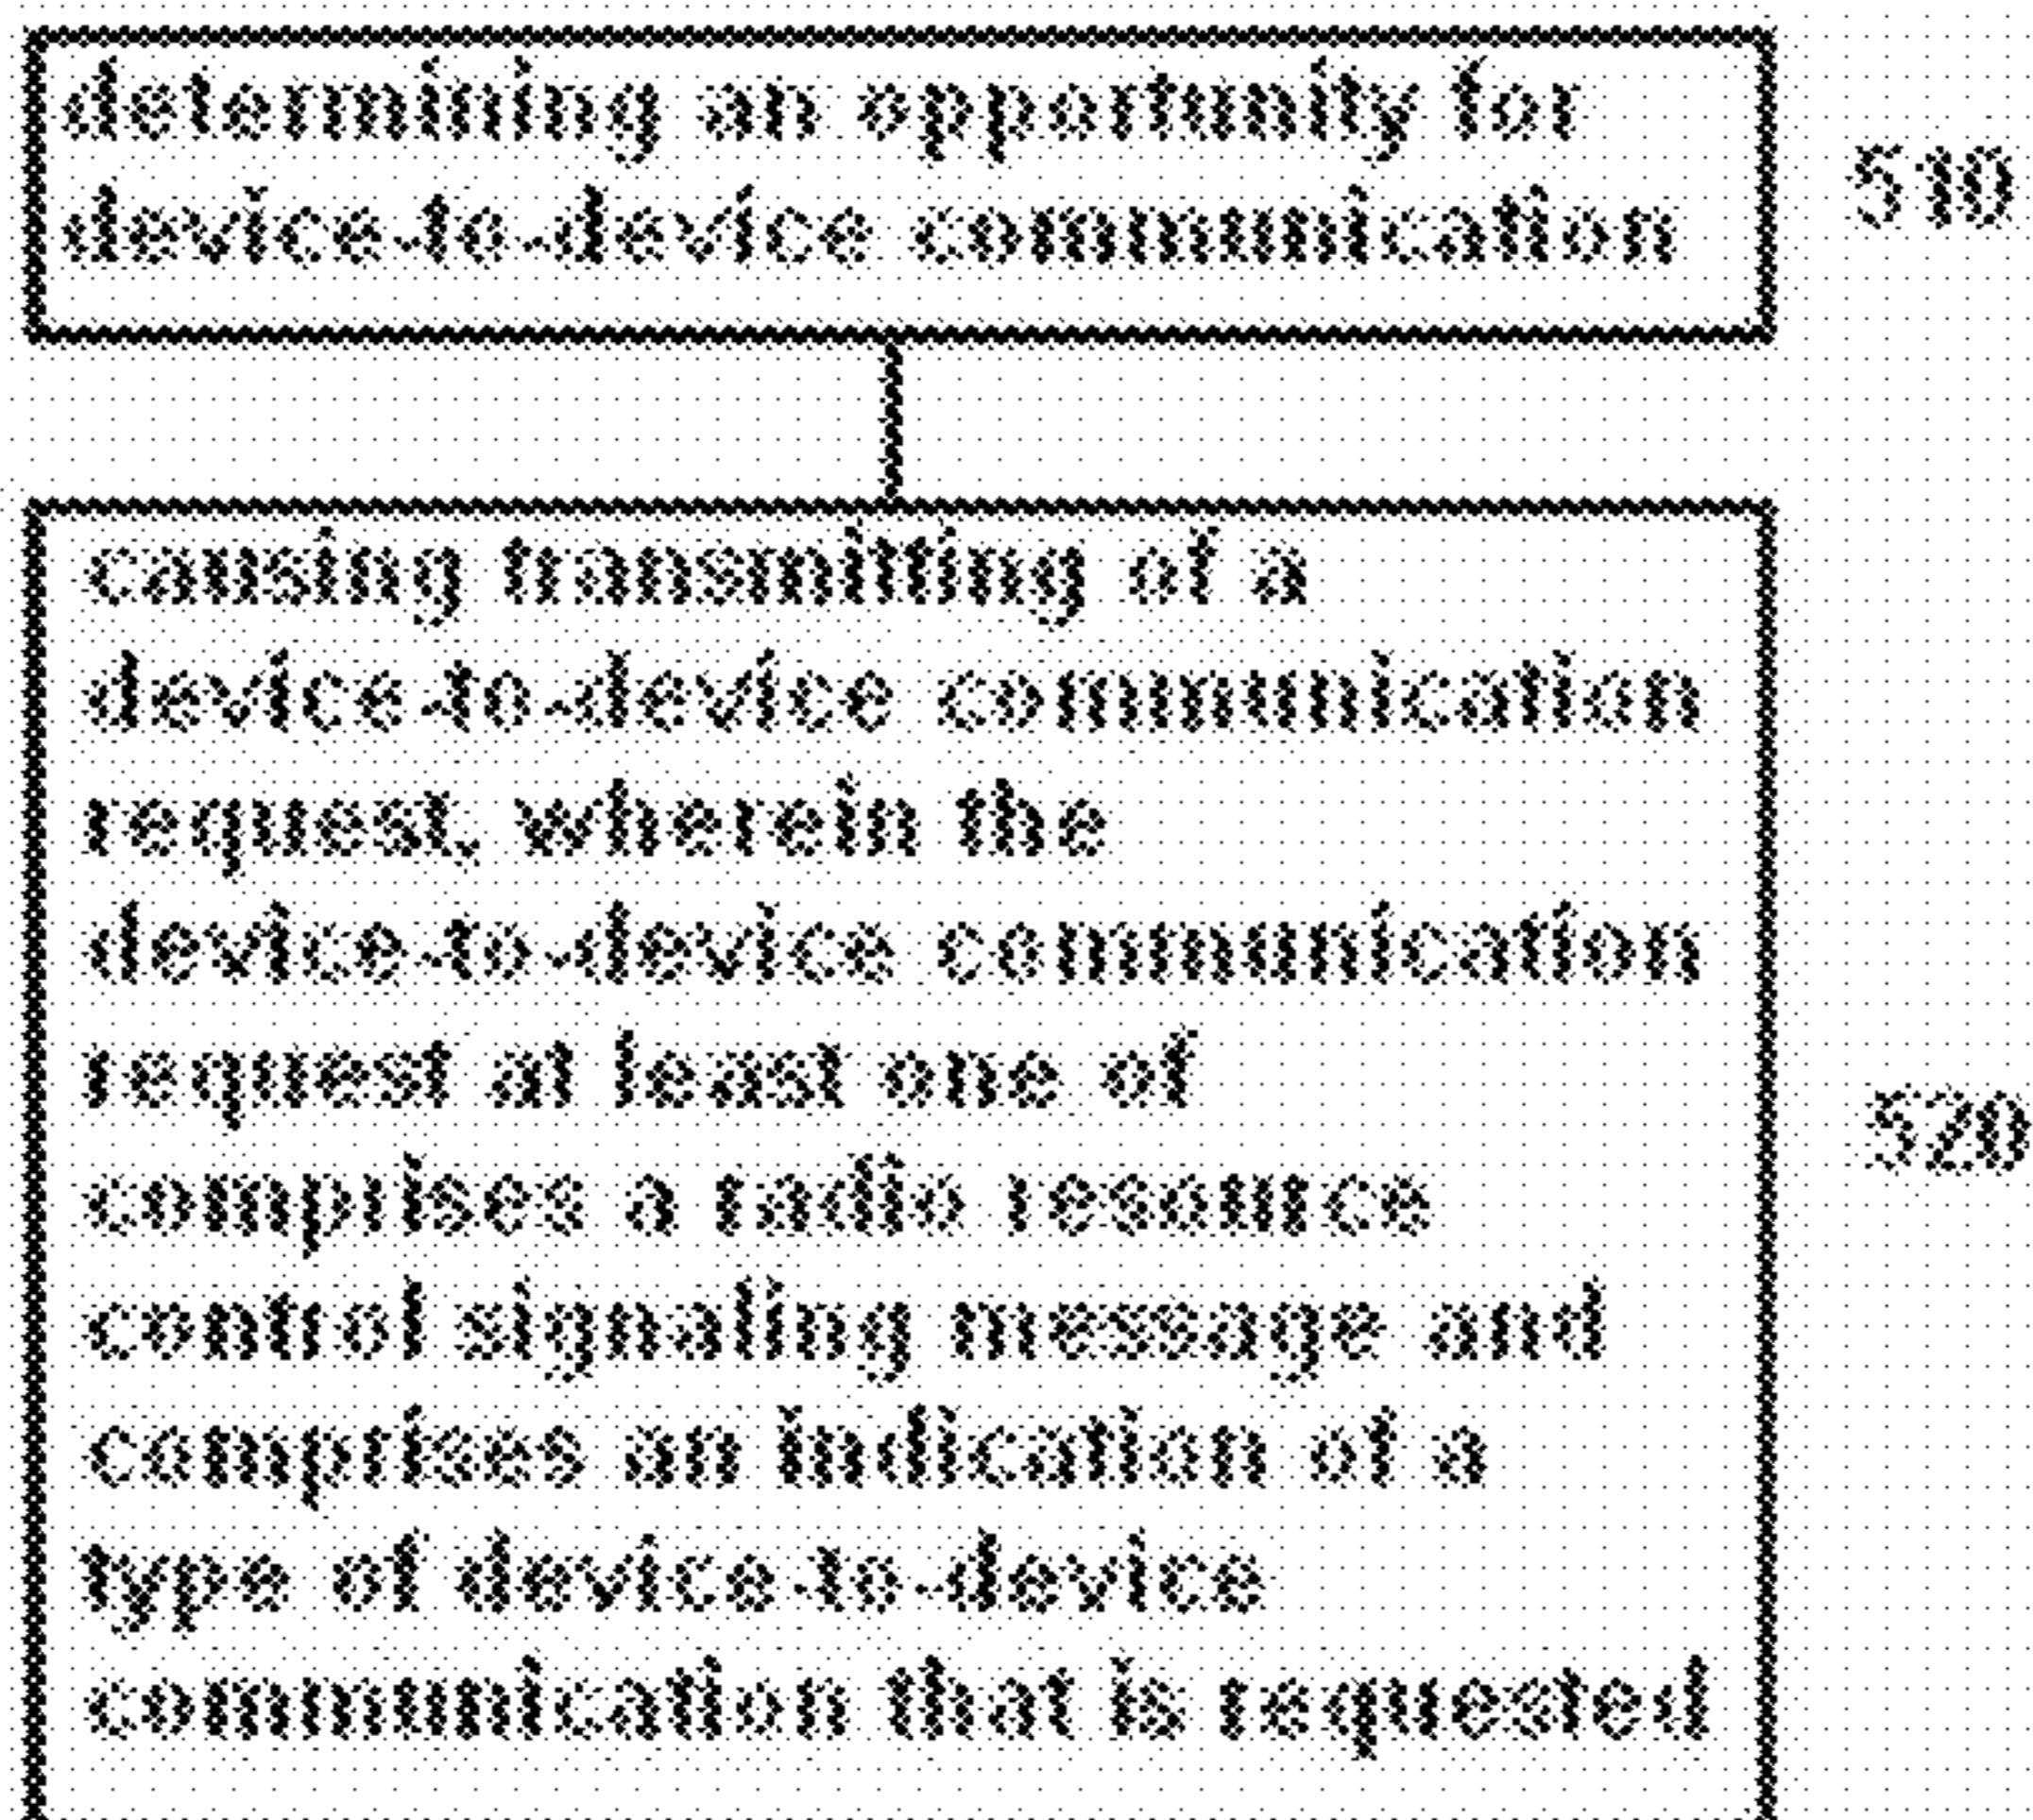 determining an opportunity for
device-to-device communication
510
causing transmitting of a
device-to-device communication
request, wherein the
device-to-device communication
request at least one of
comprises a radio resource
control signaling message and
comprises an indication of a
type of device-to-device
communication that is requested
520